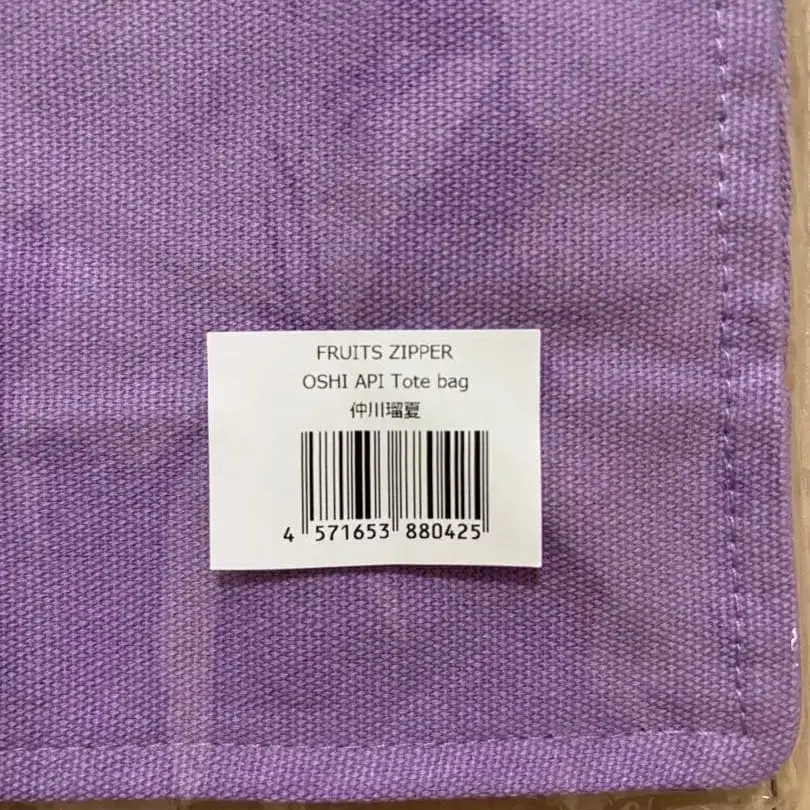 FRUITS ZIPPER
OSHI API Tote bag
仲川瑠夏
4 571653 880425